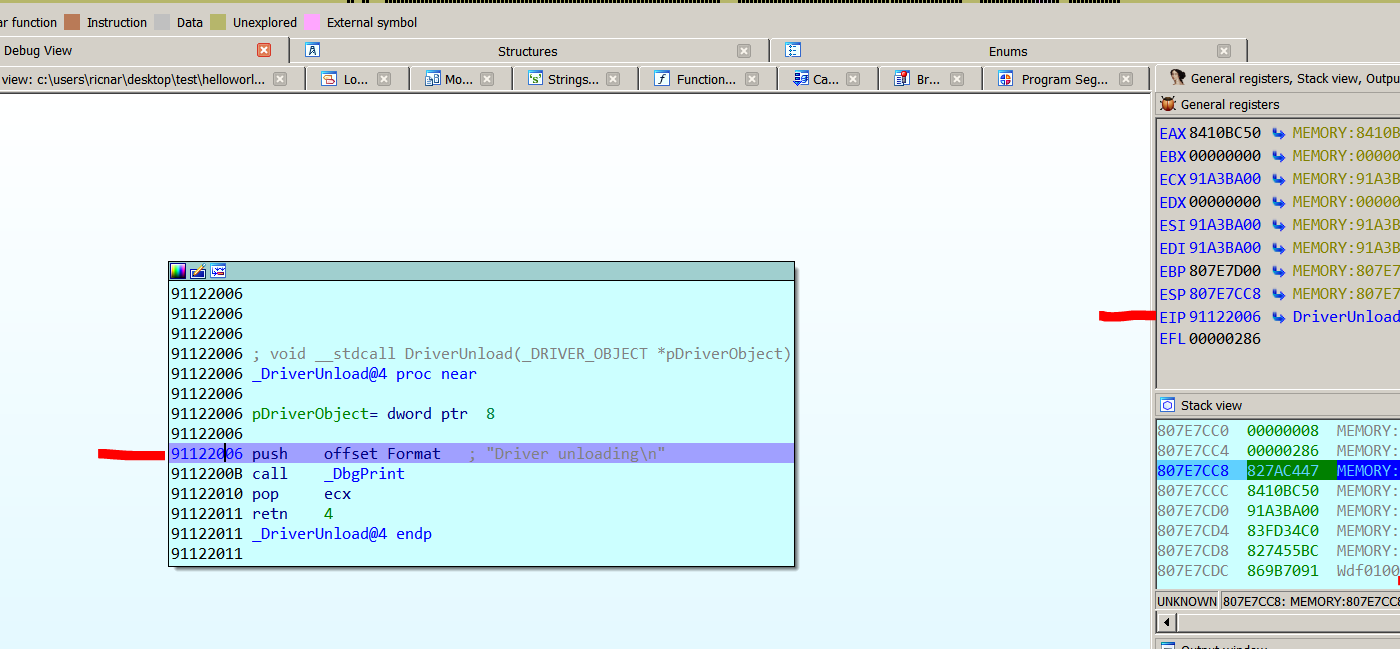 ar function Instruction Data Unexplored External symbol
Debug View Structures Enums
view: c:\users\ricnar\desktop\test\helloworl... Lo... Mo... Strings... Function... Ca... Br... Program Seg... General registers, Stack view, Outpu
General registers
EAX 8410BC50 MEMORY:8410B
EBX 00000000 MEMORY:00000
ECX 91A3BA00 MEMORY:91A3B
EDX 00000000 MEMORY:00000
ESI 91A3BA00 MEMORY:91A3B
EDI 91A3BA00 MEMORY:91A3B
EBP 807E7D00 MEMORY:807E7
ESP 807E7CC8 MEMORY:807E7
EIP 91122006 DriverUnload
EFL 00000286
91122006
91122006
91122006
91122006 ; void __stdcall DriverUnload(_DRIVER_OBJECT *pDriverObject)
91122006 _DriverUnload@4 proc near
91122006
91122006 pDriverObject= dword ptr 8
91122006
91122006 push offset Format ; "Driver unloading\n"
9112200B call _DbgPrint
91122010 pop ecx
91122011 retn 4
91122011 _DriverUnload@4 endp
91122011
Stack view
807E7CC0 00000008 MEMORY:
807E7CC4 00000286 MEMORY:
807E7CC8 827AC447 MEMORY:
807E7CCC 8410BC50 MEMORY:
807E7CD0 91A3BA00 MEMORY:
807E7CD4 83FD34C0 MEMORY:
807E7CD8 827455BC MEMORY:
807E7CDC 869B7091 Wdf0100
UNKNOWN 807E7CC8: MEMORY:807E7CC8
Output window